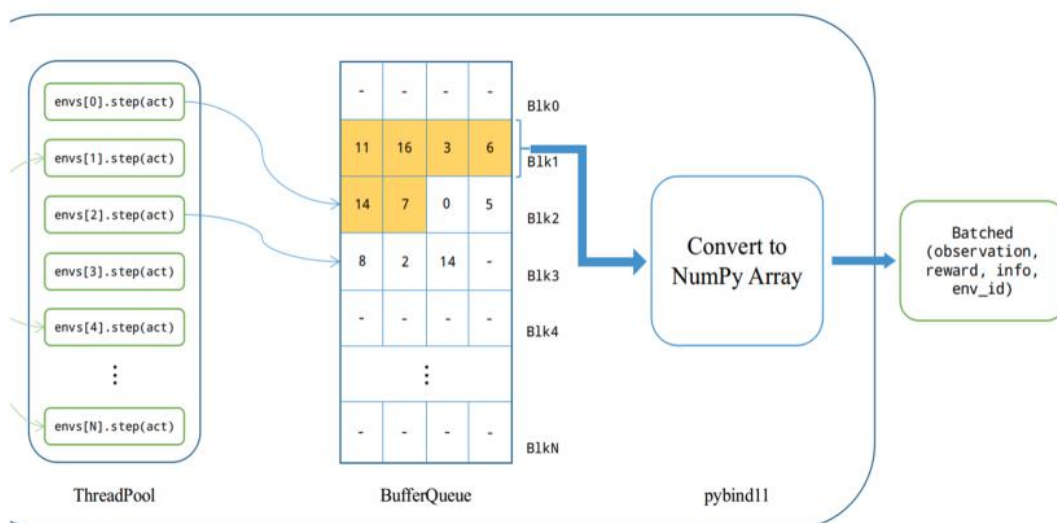 envs[0].step(act)
envs[1].step(act)
envs[2].step(act)
envs[3].step(act)
envs[4].step(act)
⋮
envs[N].step(act)
ThreadPool
- - - - Blk0
11 16 3 6 Blk1
14 7 0 5 Blk2
8 2 14 - Blk3
- - - - Blk4
⋮
- - - - BlkN
BufferQueue
Convert to
NumPy Array
pybind11
Batched
(observation,
reward, info,
env_id)